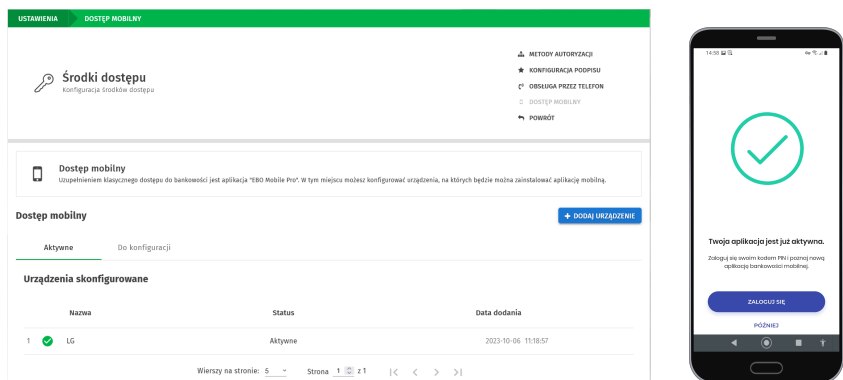 USTAWIENIA
DOSTĘP MOBILNY
Środki dostępu
Konfiguracja środków dostępu
METODY AUTORYZACJI
KONFIGURACJA PODPISU
OBSŁUGA PRZEZ TELEFON
DOSTĘP MOBILNY
POWRÓT
Dostęp mobilny
Uzupełnieniem klasycznego dostępu do bankowości jest aplikacja "EBO Mobile Pro". W tym miejscu możesz konfigurować urządzenia, na których będzie można zainstalować aplikację mobilną.
Dostęp mobilny
+ DODAJ URZĄDZENIE
Aktywne
Do konfiguracji
Urządzenia skonfigurowane
Nazwa Status Data dodania
1 LG Aktywne 2023-10-06 11:18:57
Wierszy na stronie: 5 Strona 1 z 1
14:58
Twoja aplikacja jest już aktywna.
Zaloguj się swoim kodem PIN i poznaj nową
aplikację bankowości mobilnej.
ZALOGUJ SIĘ
PÓŹNIEJ